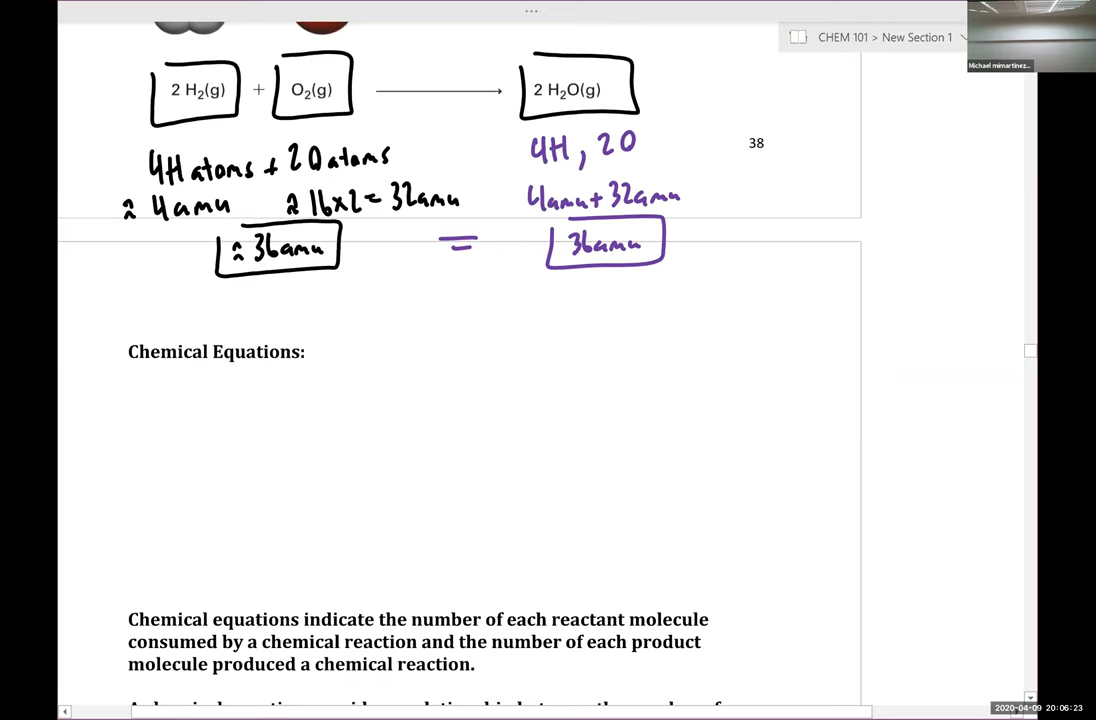 CHEM 101 > New Section 1
Michael mimartinez...
2 H₂(g) + O₂(g) ⟶ 2 H₂O(g)
4H atoms + 2O atoms
4H, 2O
38
≈ 4amu ≈ 16x2 = 32amu
4amu + 32amu
≈ 36amu = 36amu
Chemical Equations:
Chemical equations indicate the number of each reactant molecule
consumed by a chemical reaction and the number of each product
molecule produced a chemical reaction.
2020-04-09 20:06:23